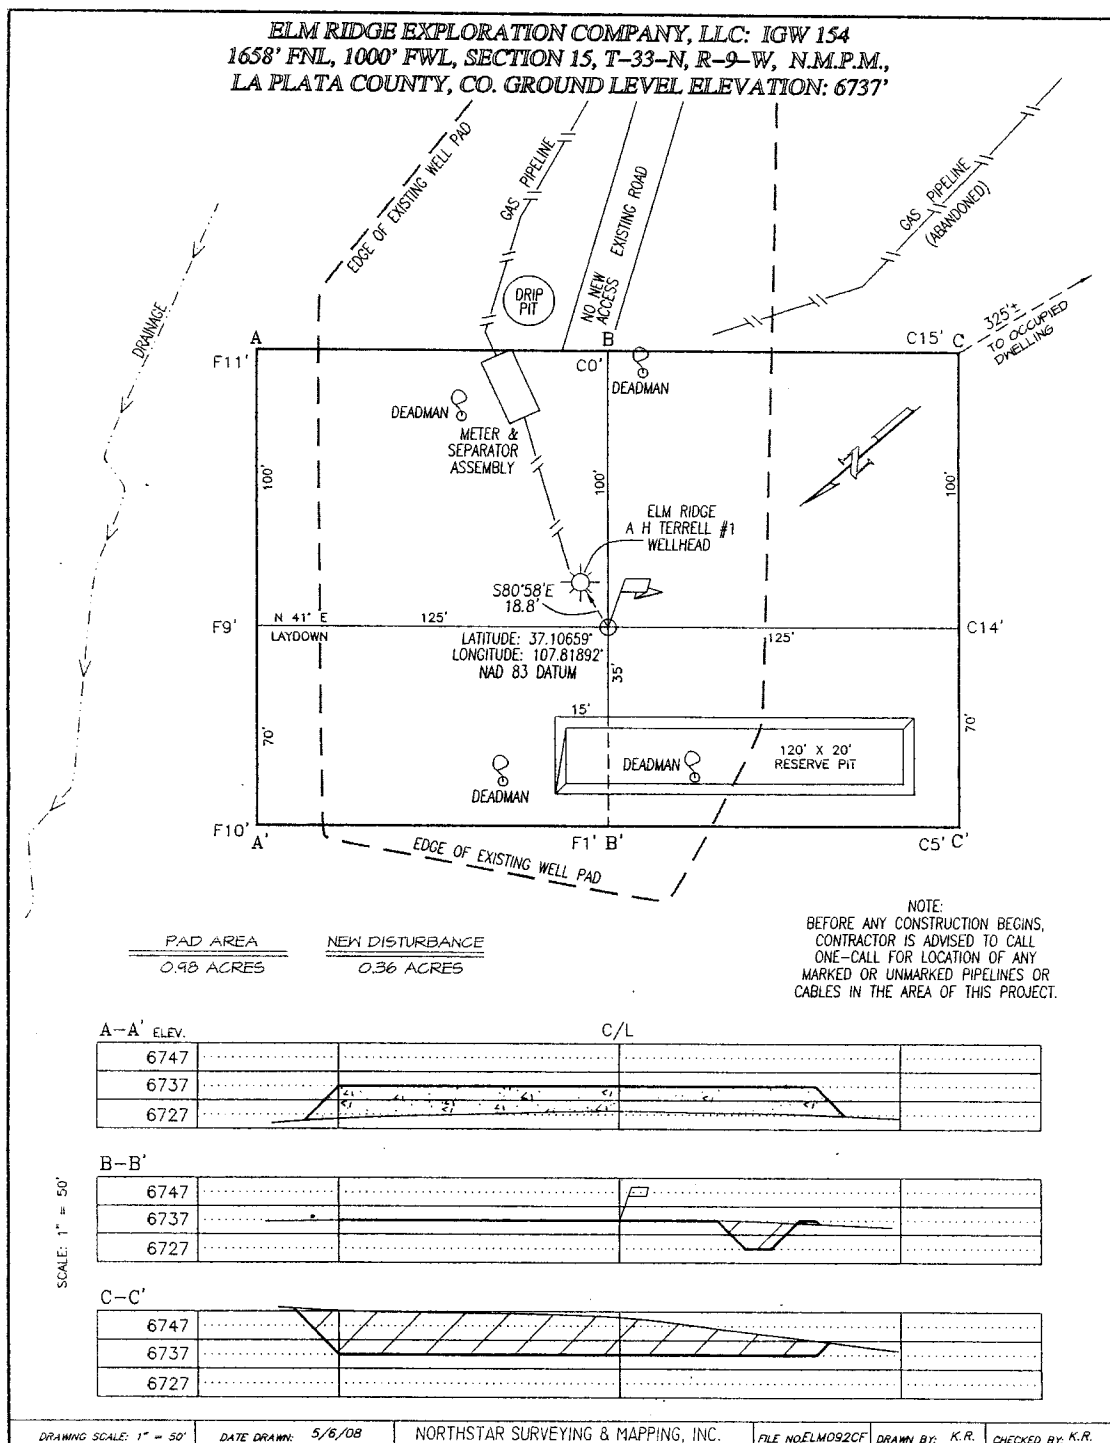 ELM RIDGE EXPLORATION COMPANY, LLC: IGW 154
1658' FNL, 1000' FWL, SECTION 15, T-33-N, R-9-W, N.M.P.M.,
LA PLATA COUNTY, CO. GROUND LEVEL ELEVATION: 6737'
EDGE OF EXISTING WELL PAD
GAS PIPELINE
EXISTING ROAD
NO NEW
ACCESS
GAS PIPELINE
(ABANDONED)
DRAINAGE
DRIP
PIT
325'±
TO OCCUPIED
DWELLING
A
B
C15' C
F11'
C0'
DEADMAN
DEADMAN
METER &
SEPARATOR
ASSEMBLY
100'
100'
100'
N
ELM RIDGE
A H TERRELL #1
WELLHEAD
S80°58'E
18.8'
F9'
N 41° E
125'
LAYDOWN
125'
C14'
LATITUDE: 37.10659°
LONGITUDE: 107.81892°
NAD 83 DATUM
35'
15'
70'
70'
120' X 20'
RESERVE PIT
DEADMAN
DEADMAN
F10'
A'
F1' B'
C5' C'
EDGE OF EXISTING WELL PAD
PAD AREA
0.98 ACRES
NEW DISTURBANCE
0.36 ACRES
NOTE:
BEFORE ANY CONSTRUCTION BEGINS,
CONTRACTOR IS ADVISED TO CALL
ONE-CALL FOR LOCATION OF ANY
MARKED OR UNMARKED PIPELINES OR
CABLES IN THE AREA OF THIS PROJECT.
A-A' ELEV.
C/L
6747
6737
6727
B-B'
6747
6737
6727
C-C'
6747
6737
6727
SCALE: 1" = 50'
DRAWING SCALE: 1" = 50'
DATE DRAWN: 5/6/08
NORTHSTAR SURVEYING & MAPPING, INC.
FILE NO:ELM092CF
DRAWN BY: K.R.
CHECKED BY: K.R.